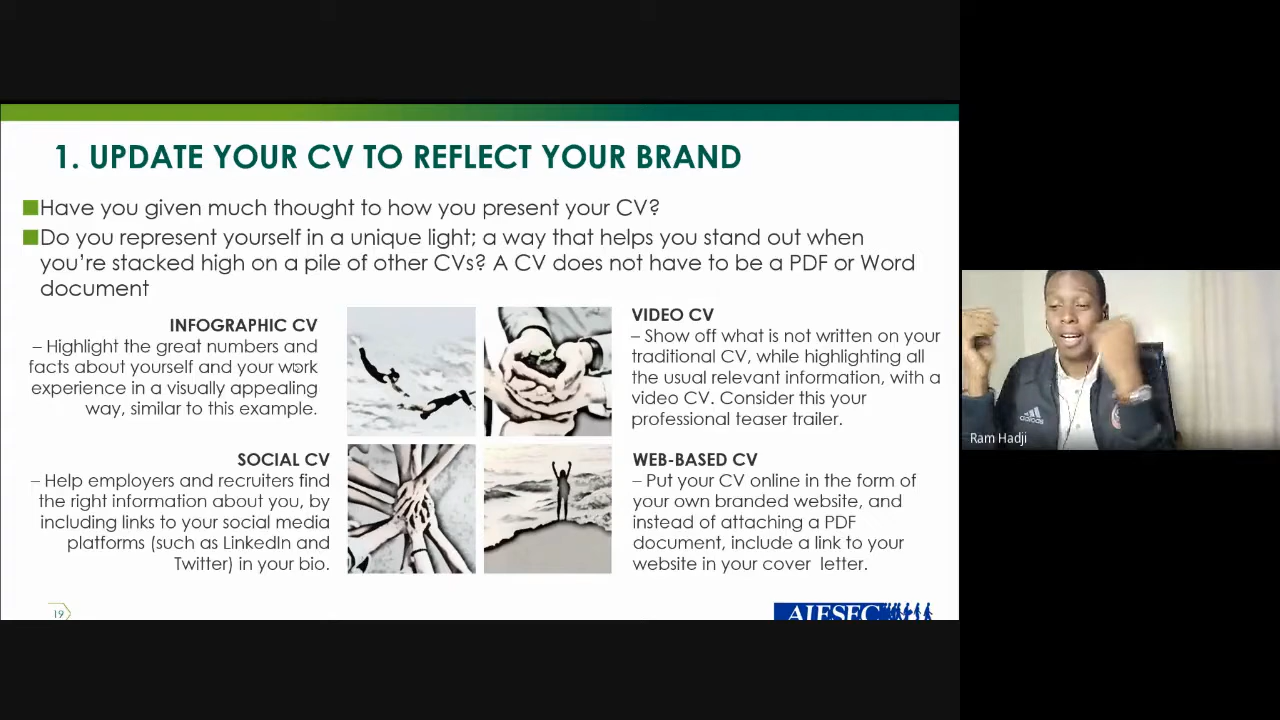 1. UPDATE YOUR CV TO REFLECT YOUR BRAND
Have you given much thought to how you present your CV?
Do you represent yourself in a unique light; a way that helps you stand out when
you’re stacked high on a pile of other CVs? A CV does not have to be a PDF or Word
document
INFOGRAPHIC CV
– Highlight the great numbers and
facts about yourself and your work
experience in a visually appealing
way, similar to this example.
SOCIAL CV
– Help employers and recruiters find
the right information about you, by
including links to your social media
platforms (such as LinkedIn and
Twitter) in your bio.
VIDEO CV
– Show off what is not written on your
traditional CV, while highlighting all
the usual relevant information, with a
video CV. Consider this your
professional teaser trailer.
WEB-BASED CV
– Put your CV online in the form of
your own branded website, and
instead of attaching a PDF
document, include a link to your
website in your cover letter.
19
AIESEC
adidas
Ram Hadji